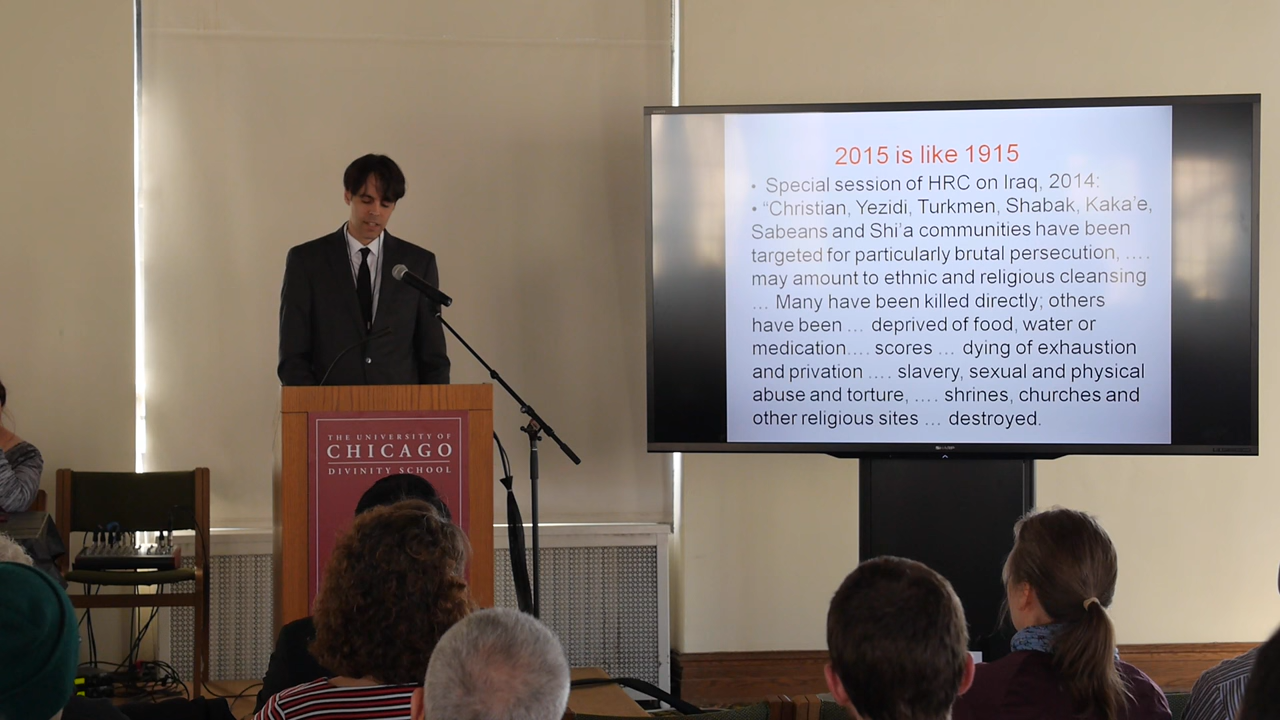 2015 is like 1915
• Special session of HRC on Iraq, 2014:
• “Christian, Yezidi, Turkmen, Shabak, Kaka’e,
Sabeans and Shi’a communities have been
targeted for particularly brutal persecution, ....
may amount to ethnic and religious cleansing
... Many have been killed directly; others
have been ... deprived of food, water or
medication.... scores ... dying of exhaustion
and privation .... slavery, sexual and physical
abuse and torture, .... shrines, churches and
other religious sites ... destroyed.
THE UNIVERSITY OF
CHICAGO
DIVINITY SCHOOL